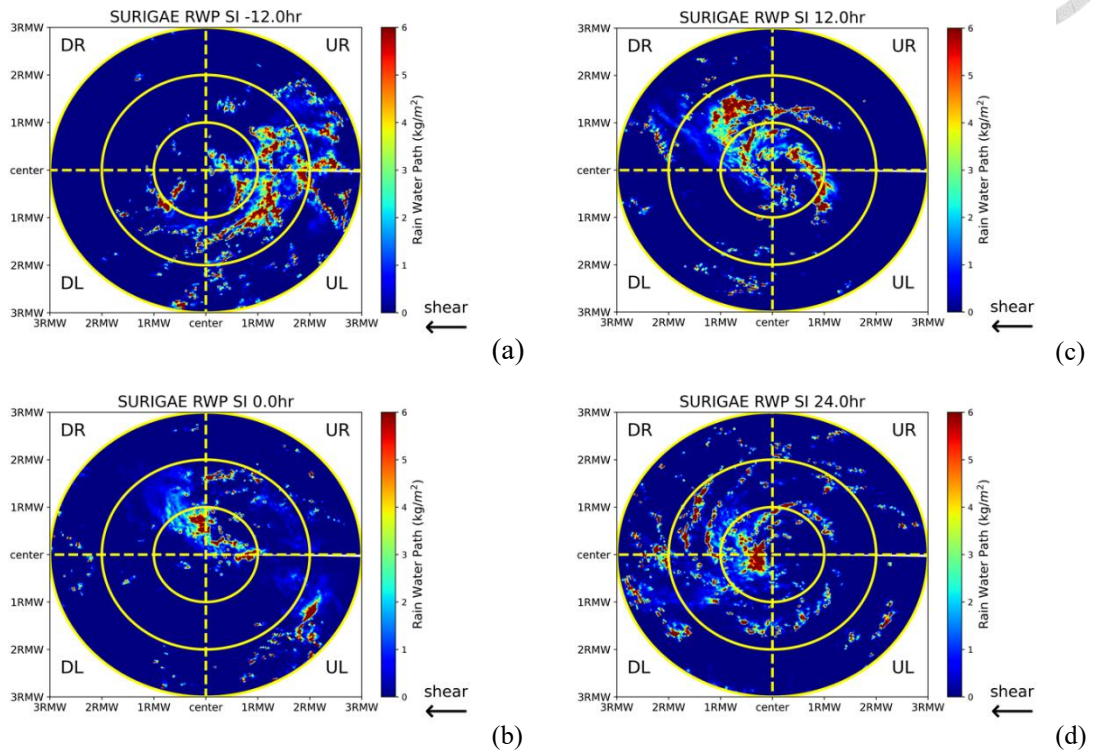 SURIGAE RWP SI -12.0hr
3RMW
2RMW
1RMW
center
1RMW
2RMW
3RMW
DR
UR
DL
UL
3RMW 2RMW 1RMW center 1RMW 2RMW 3RMW
6
5
4
3
2
1
0
Rain Water Path (kg/m²)
shear
(a)
SURIGAE RWP SI 12.0hr
3RMW
2RMW
1RMW
center
1RMW
2RMW
3RMW
DR
UR
DL
UL
3RMW 2RMW 1RMW center 1RMW 2RMW 3RMW
6
5
4
3
2
1
0
Rain Water Path (kg/m²)
shear
(c)
SURIGAE RWP SI 0.0hr
3RMW
2RMW
1RMW
center
1RMW
2RMW
3RMW
DR
UR
DL
UL
3RMW 2RMW 1RMW center 1RMW 2RMW 3RMW
6
5
4
3
2
1
0
Rain Water Path (kg/m²)
shear
(b)
SURIGAE RWP SI 24.0hr
3RMW
2RMW
1RMW
center
1RMW
2RMW
3RMW
DR
UR
DL
UL
3RMW 2RMW 1RMW center 1RMW 2RMW 3RMW
6
5
4
3
2
1
0
Rain Water Path (kg/m²)
shear
(d)